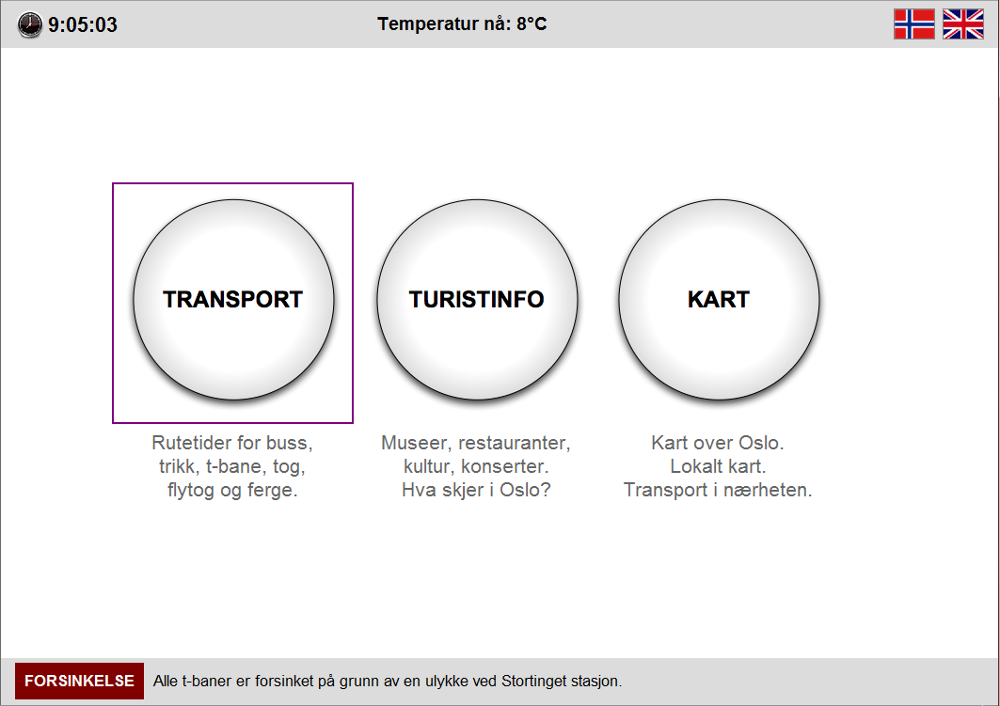 9:05:03
Temperatur nå: 8°C
TRANSPORT
TURISTINFO
KART
Rutetider for buss,
trikk, t-bane, tog,
flytog og ferge.
Museer, restauranter,
kultur, konserter.
Hva skjer i Oslo?
Kart over Oslo.
Lokalt kart.
Transport i nærheten.
FORSINKELSE
Alle t-baner er forsinket på grunn av en ulykke ved Stortinget stasjon.